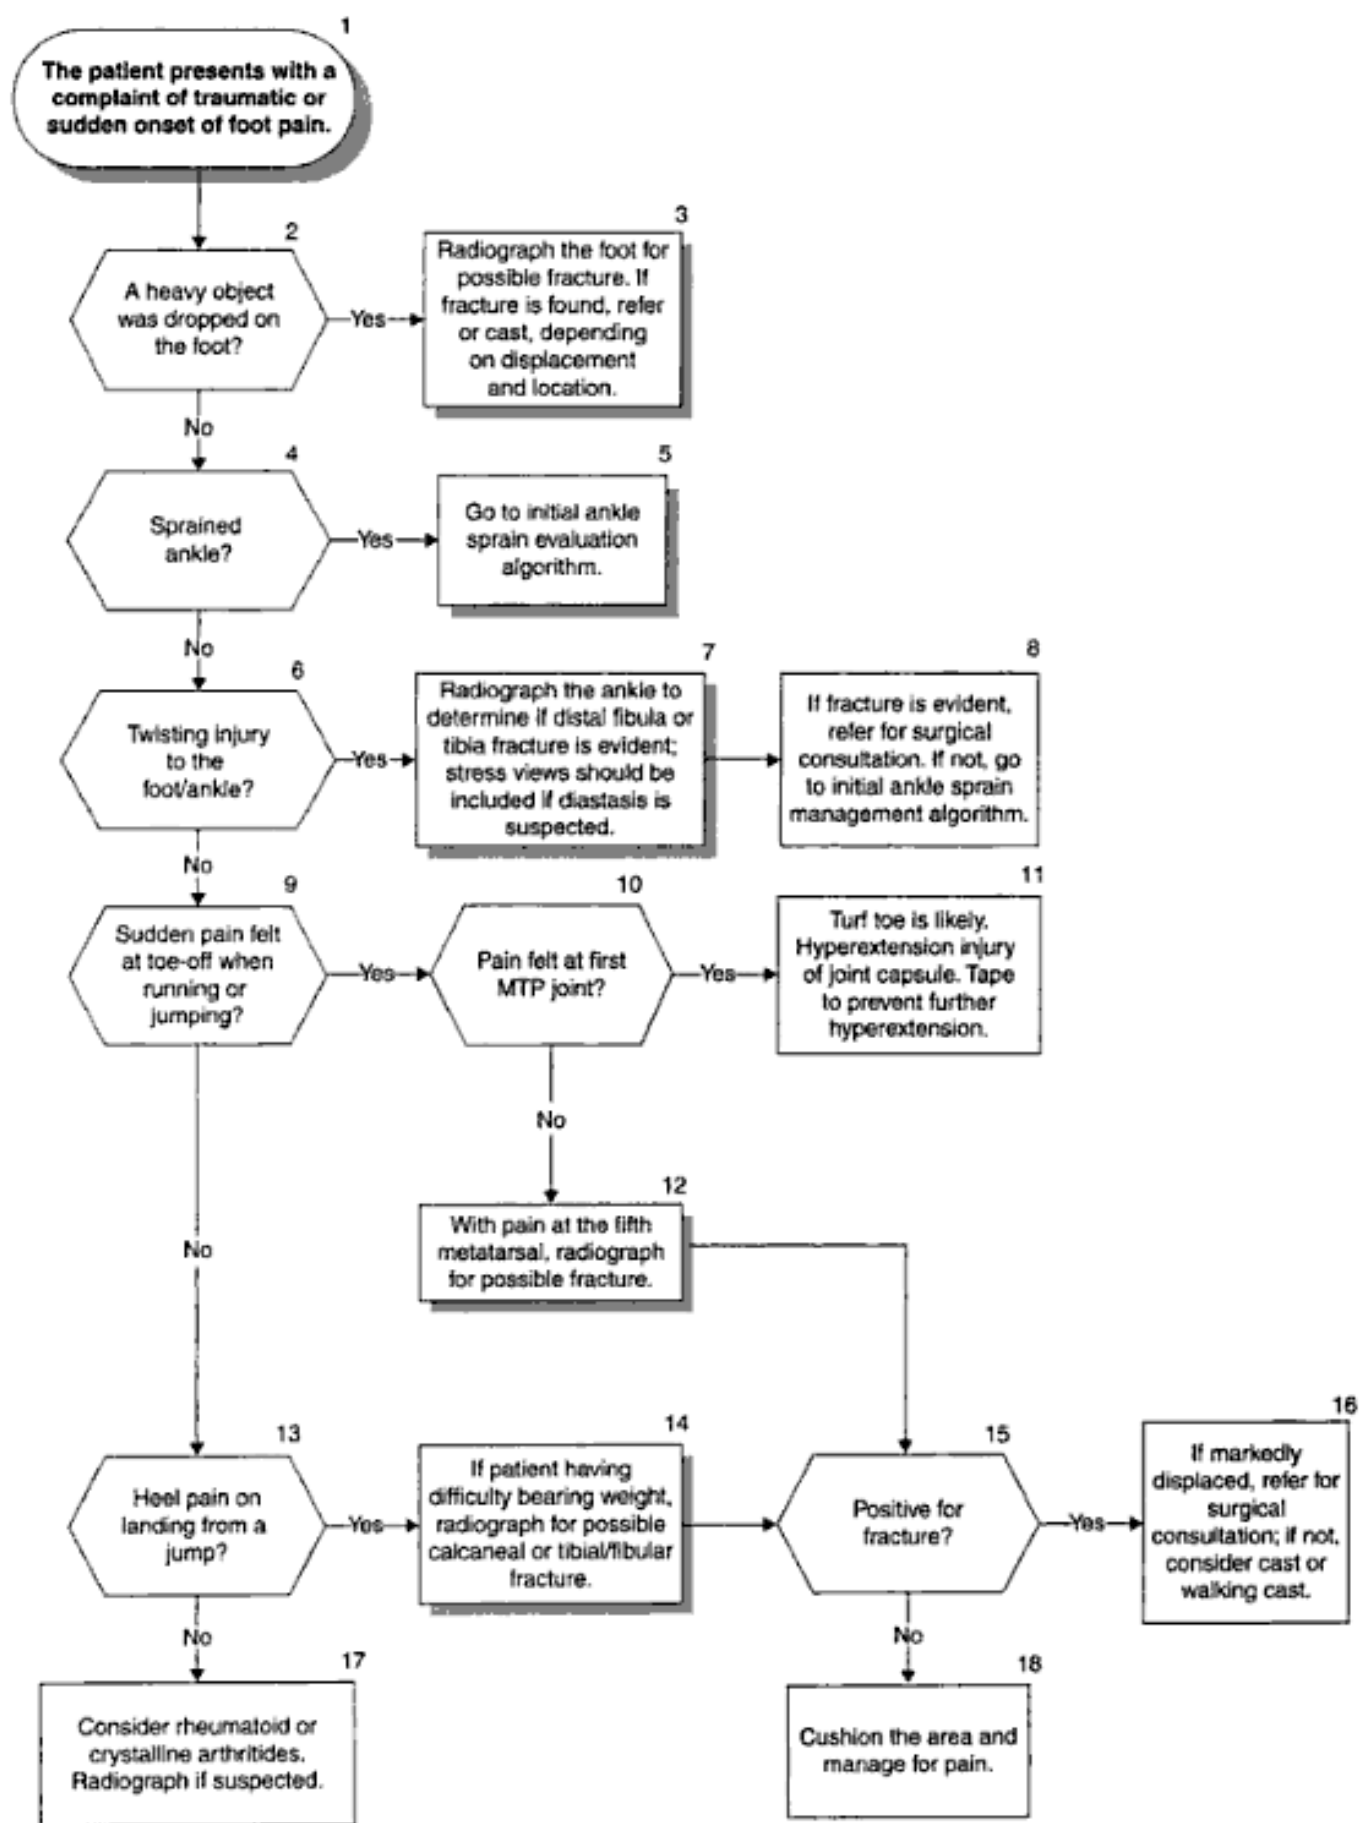 1
The patient presents with a
complaint of traumatic or
sudden onset of foot pain.
2
A heavy object
was dropped on
the foot?
Yes
3
Radiograph the foot for
possible fracture. If
fracture is found, refer
or cast, depending
on displacement
and location.
No
4
Sprained
ankle?
Yes
5
Go to initial ankle
sprain evaluation
algorithm.
No
6
Twisting injury
to the
foot/ankle?
Yes
7
Radiograph the ankle to
determine if distal fibula or
tibia fracture is evident;
stress views should be
included if diastasis is
suspected.
8
If fracture is evident,
refer for surgical
consultation. If not, go
to initial ankle sprain
management algorithm.
No
9
Sudden pain felt
at toe-off when
running or
jumping?
Yes
10
Pain felt at first
MTP joint?
Yes
11
Turf toe is likely.
Hyperextension injury
of joint capsule. Tape
to prevent further
hyperextension.
No
12
With pain at the fifth
metatarsal, radiograph
for possible fracture.
No
13
Heel pain on
landing from a
jump?
Yes
14
If patient having
difficulty bearing weight,
radiograph for possible
calcaneal or tibial/fibular
fracture.
15
Positive for
fracture?
Yes
16
If markedly
displaced, refer for
surgical
consultation; if not,
consider cast or
walking cast.
No
17
Consider rheumatoid or
crystalline arthritides.
Radiograph if suspected.
No
18
Cushion the area and
manage for pain.